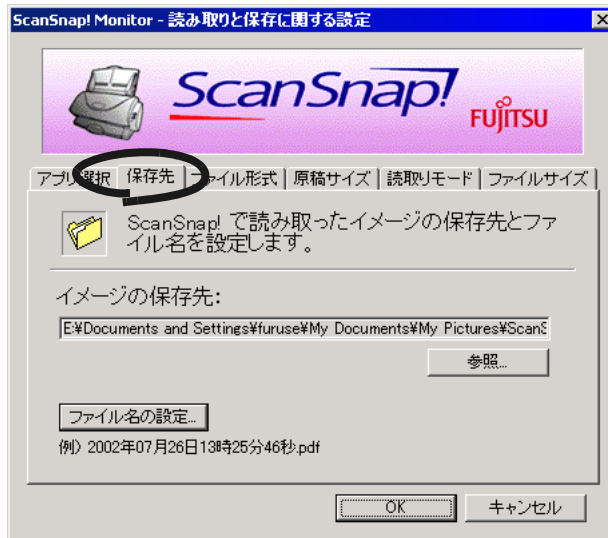 ScanSnap! Monitor - 読み取りと保存に関する設定
ScanSnap!
FUJITSU
アプリ選択 保存先 ファイル形式 原稿サイズ 読取りモード ファイルサイズ
ScanSnap! で読み取ったイメージの保存先とファ
イル名を設定します。
イメージの保存先:
E:¥Documents and Settings¥furuse¥My Documents¥My Pictures¥ScanS
参照...
ファイル名の設定...
例) 2002年07月26日13時25分46秒.pdf
OK キャンセル